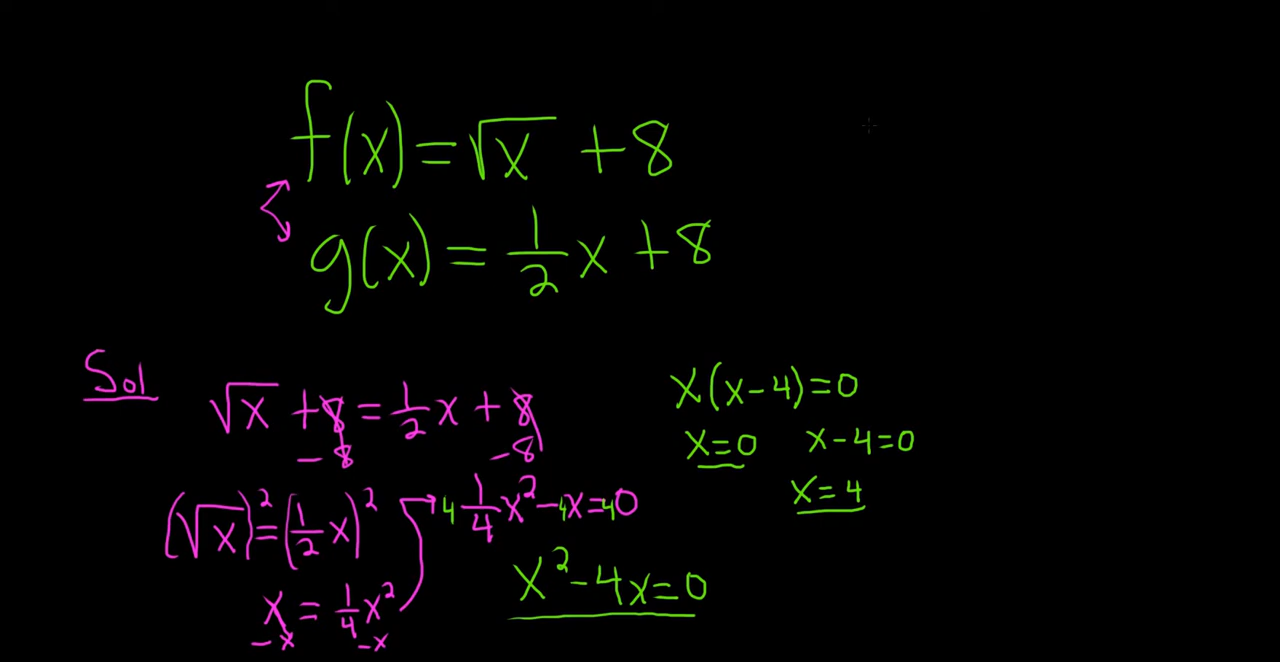 f(x) = √x + 8
g(x) = 1/2 x + 8
Sol
√x + 8 = 1/2 x + 8
- 8 - 8
(√x)² = (1/2 x)²
x = 1/4 x²
-x -x
4 1/4 x² - 4x = 4 0
x² - 4x = 0
x(x - 4) = 0
x = 0 x - 4 = 0
x = 4